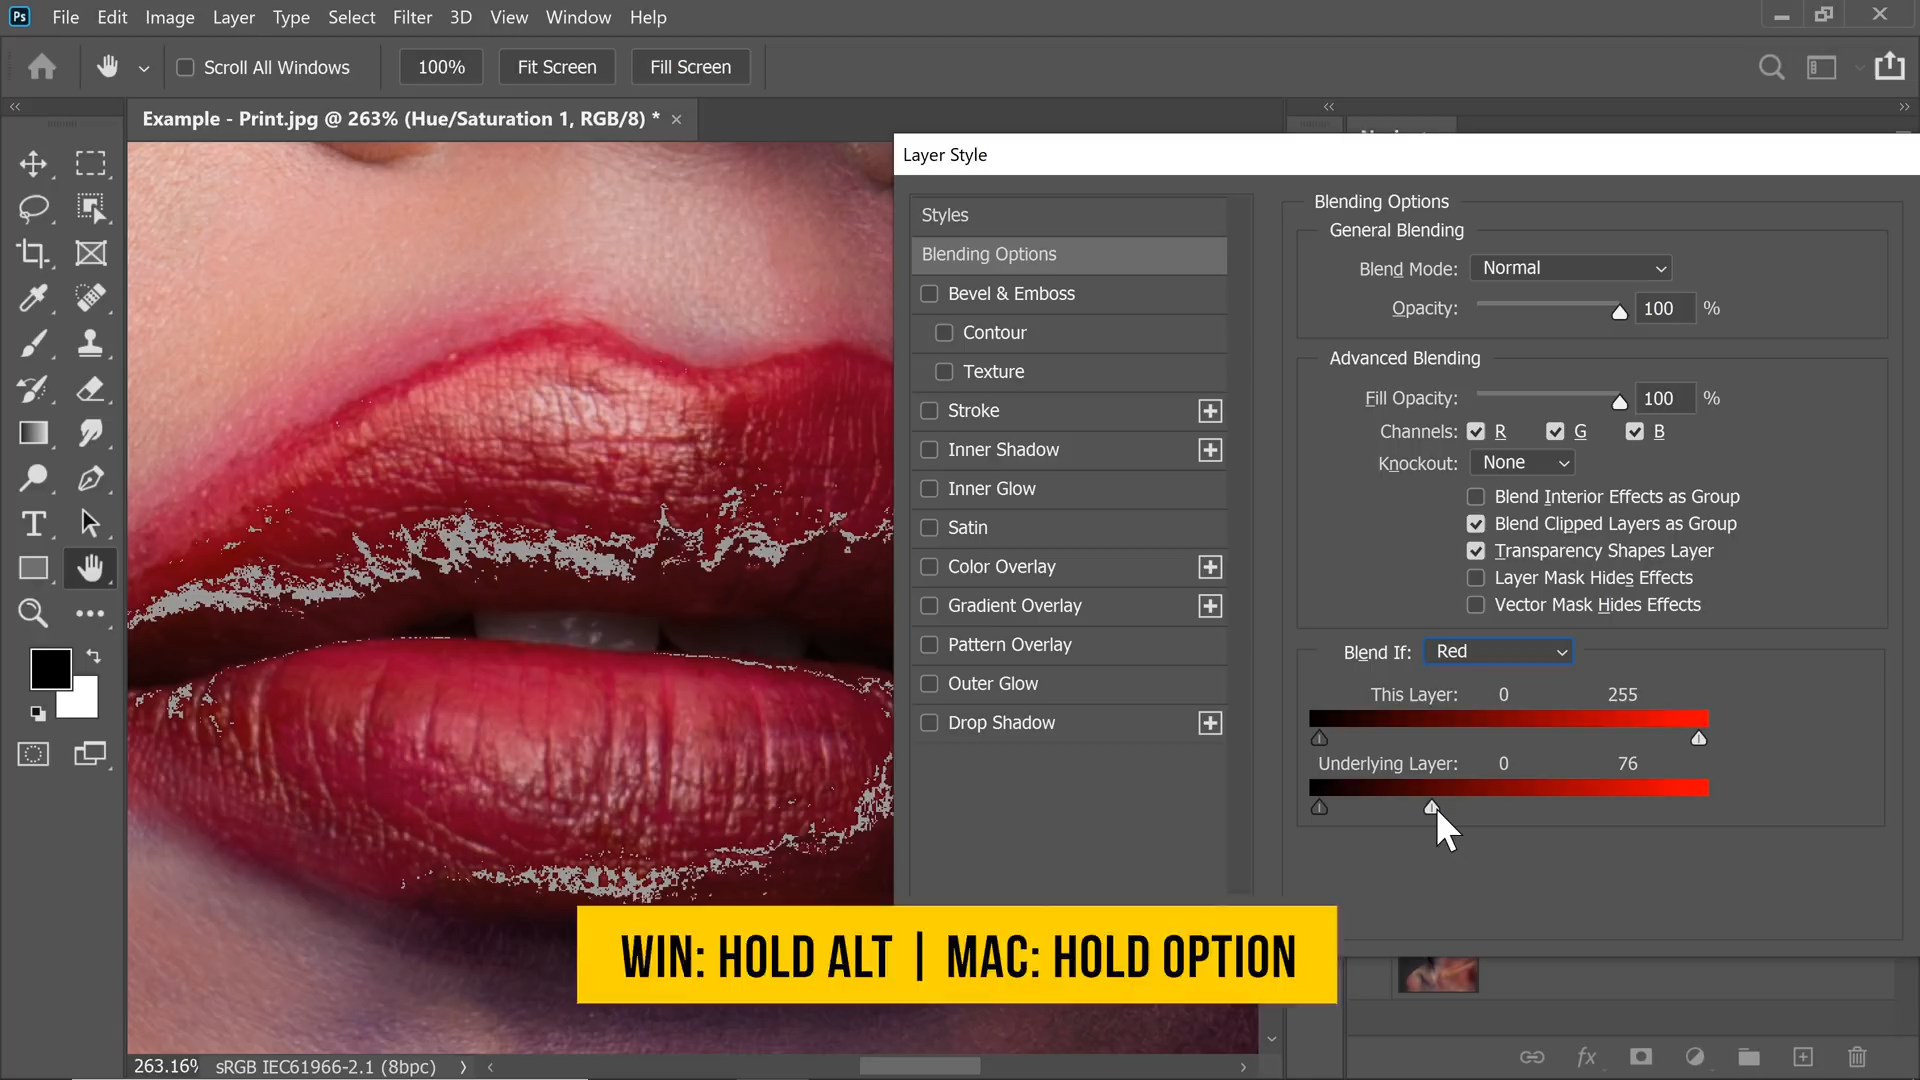 Ps File Edit Image Layer Type Select Filter 3D View Window Help
Scroll All Windows 100% Fit Screen Fill Screen
Example - Print.jpg @ 263% (Hue/Saturation 1, RGB/8) *
Layer Style
Styles
Blending Options
Bevel & Emboss
Contour
Texture
Stroke
Inner Shadow
Inner Glow
Satin
Color Overlay
Gradient Overlay
Pattern Overlay
Outer Glow
Drop Shadow
Blending Options
General Blending
Blend Mode: Normal
Opacity: 100 %
Advanced Blending
Fill Opacity: 100 %
Channels: R G B
Knockout: None
Blend Interior Effects as Group
Blend Clipped Layers as Group
Transparency Shapes Layer
Layer Mask Hides Effects
Vector Mask Hides Effects
Blend If: Red
This Layer: 0 255
Underlying Layer: 0 76
WIN: HOLD ALT | MAC: HOLD OPTION
263.16% sRGB IEC61966-2.1 (8bpc)
fx